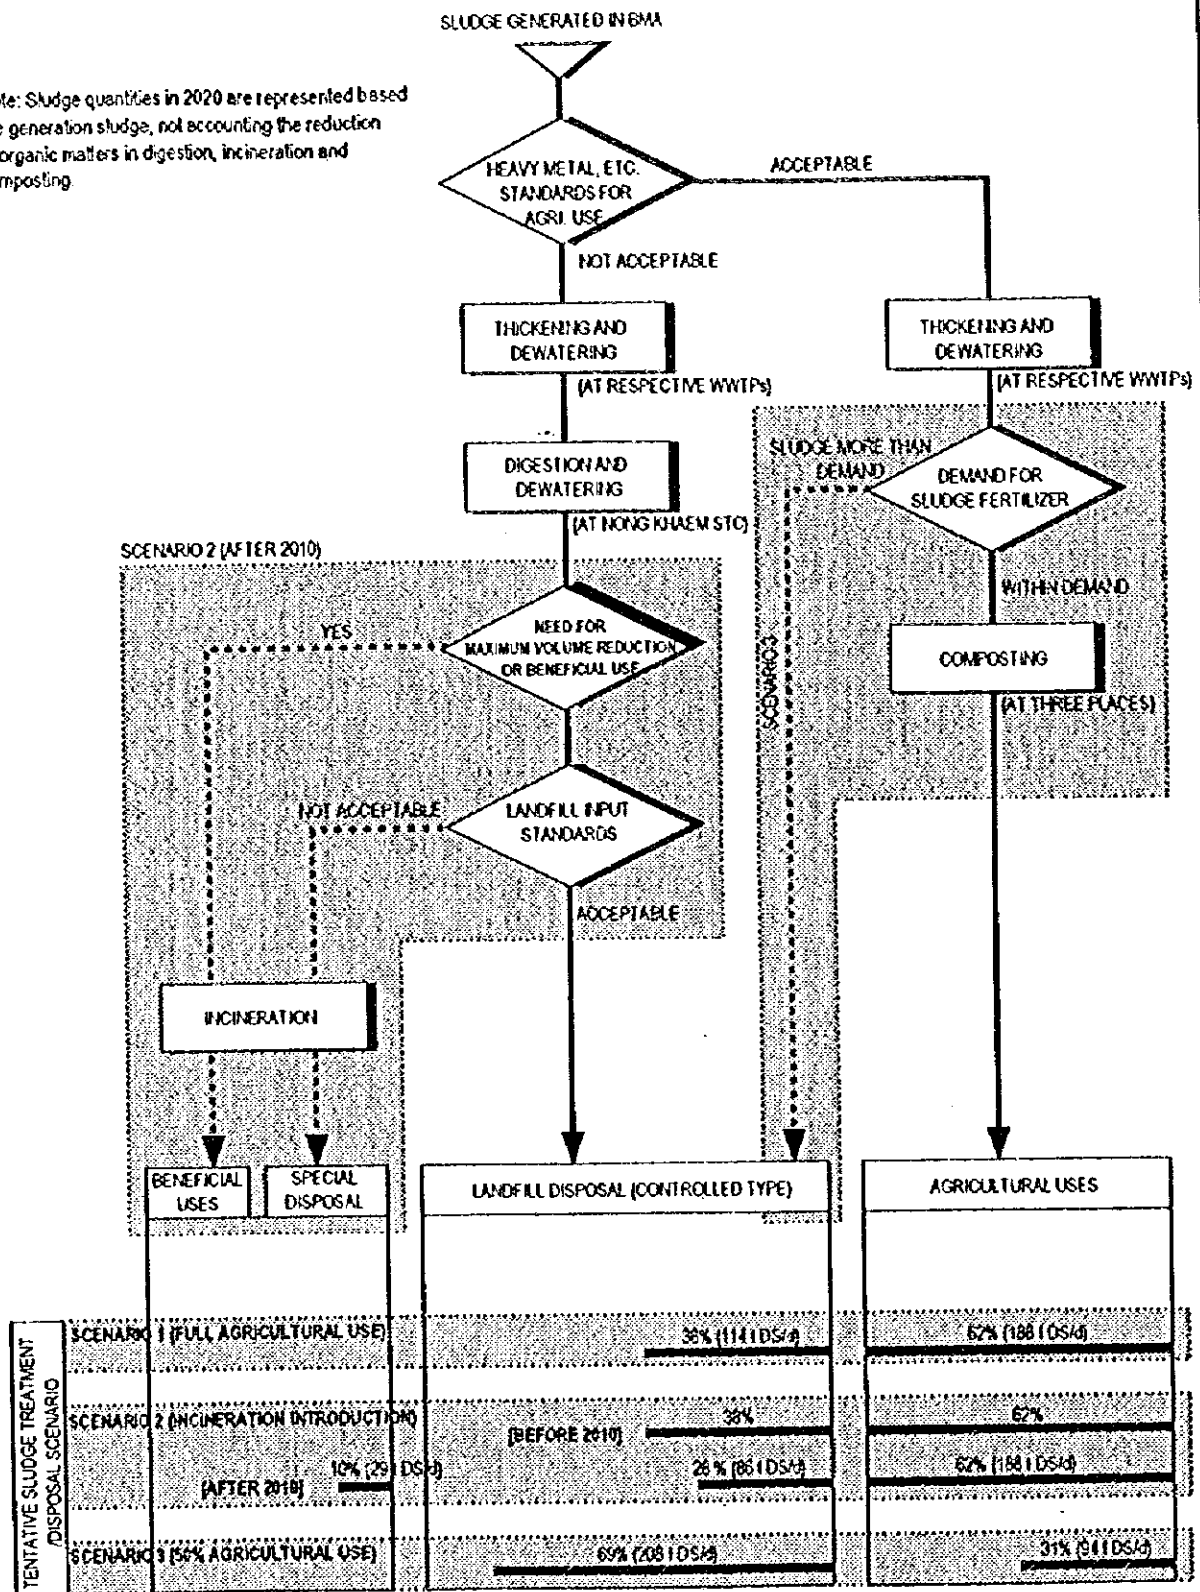 SLUDGE GENERATED IN BMA
te: Sludge quantities in 2020 are represented based
e generation sludge, not accounting the reduction
organic matters in digestion, incineration and
mposting.
HEAVY METAL, ETC.
STANDARDS FOR
AGRI. USE
ACCEPTABLE
NOT ACCEPTABLE
THICKENING AND
DEWATERING
(AT RESPECTIVE WWTPs)
THICKENING AND
DEWATERING
(AT RESPECTIVE WWTPs)
DIGESTION AND
DEWATERING
(AT NONG KHAEM STC)
SLUDGE MORE THAN
DEMAND
DEMAND FOR
SLUDGE FERTILIZER
SCENARIO 2 (AFTER 2010)
YES
NEED FOR
MAXIMUM VOLUME REDUCTION
OR BENEFICIAL USE
WITHIN DEMAND
COMPOSTING
(AT THREE PLACES)
SCENARIO 3
NOT ACCEPTABLE
LANDFILL INPUT
STANDARDS
ACCEPTABLE
INCINERATION
BENEFICIAL
USES
SPECIAL
DISPOSAL
LANDFILL DISPOSAL (CONTROLLED TYPE)
AGRICULTURAL USES
TENTATIVE SLUDGE TREATMENT
/DISPOSAL SCENARIO
SCENARIO 1 (FULL AGRICULTURAL USE)
(114 t DS/d)
62% (188 t DS/d)
SCENARIO 2 (INCINERATION INTRODUCTION)
[BEFORE 2010]
38%
62%
[AFTER 2010]
10% (29 t DS/d)
(86 t DS/d)
62% (188 t DS/d)
SCENARIO 3 (50% AGRICULTURAL USE)
69% (208 t DS/d)
31% (94 t DS/d)